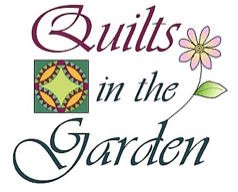 Quilts
in the
Garden